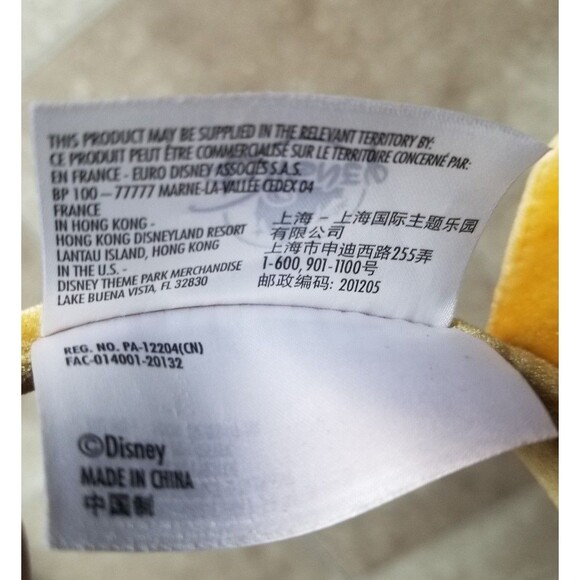 THIS PRODUCT MAY BE SUPPLIED IN THE RELEVANT TERRITORY BY:
CE PRODUIT PEUT ÊTRE COMMERCIALISÉ SUR LE TERRITOIRE CONCERNÉ PAR:
EN FRANCE - EURO DISNEY ASSOCIÉS S.A.S.
BP 100 - 77777 MARNE-LA-VALLÉE CEDEX 04
FRANCE
IN HONG KONG -
HONG KONG DISNEYLAND RESORT
LANTAU ISLAND, HONG KONG
IN THE U.S. -
DISNEY THEME PARK MERCHANDISE
LAKE BUENA VISTA, FL 32830
上海 - 上海国际主题乐园
有限公司
上海市申迪西路255弄
1-600, 901-1100号
邮政编码: 201205
REG. NO. PA-12204(CN)
FAC-014001-20132
©Disney
MADE IN CHINA
中国制